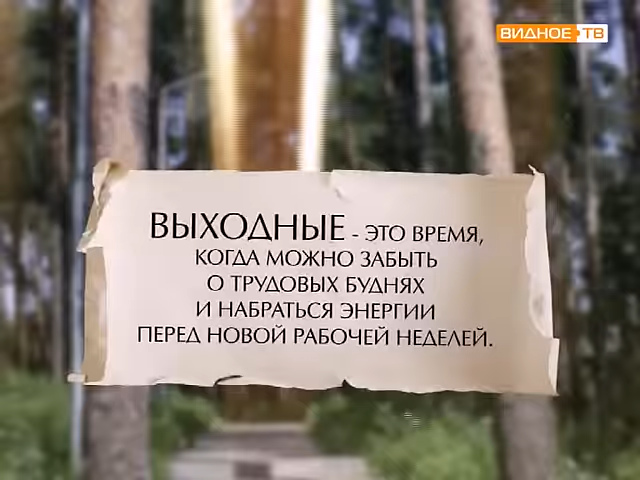 ВИДНОЕ ТВ
ВЫХОДНЫЕ - ЭТО ВРЕМЯ,
КОГДА МОЖНО ЗАБЫТЬ
О ТРУДОВЫХ БУДНЯХ
И НАБРАТЬСЯ ЭНЕРГИИ
ПЕРЕД НОВОЙ РАБОЧЕЙ НЕДЕЛЕЙ.